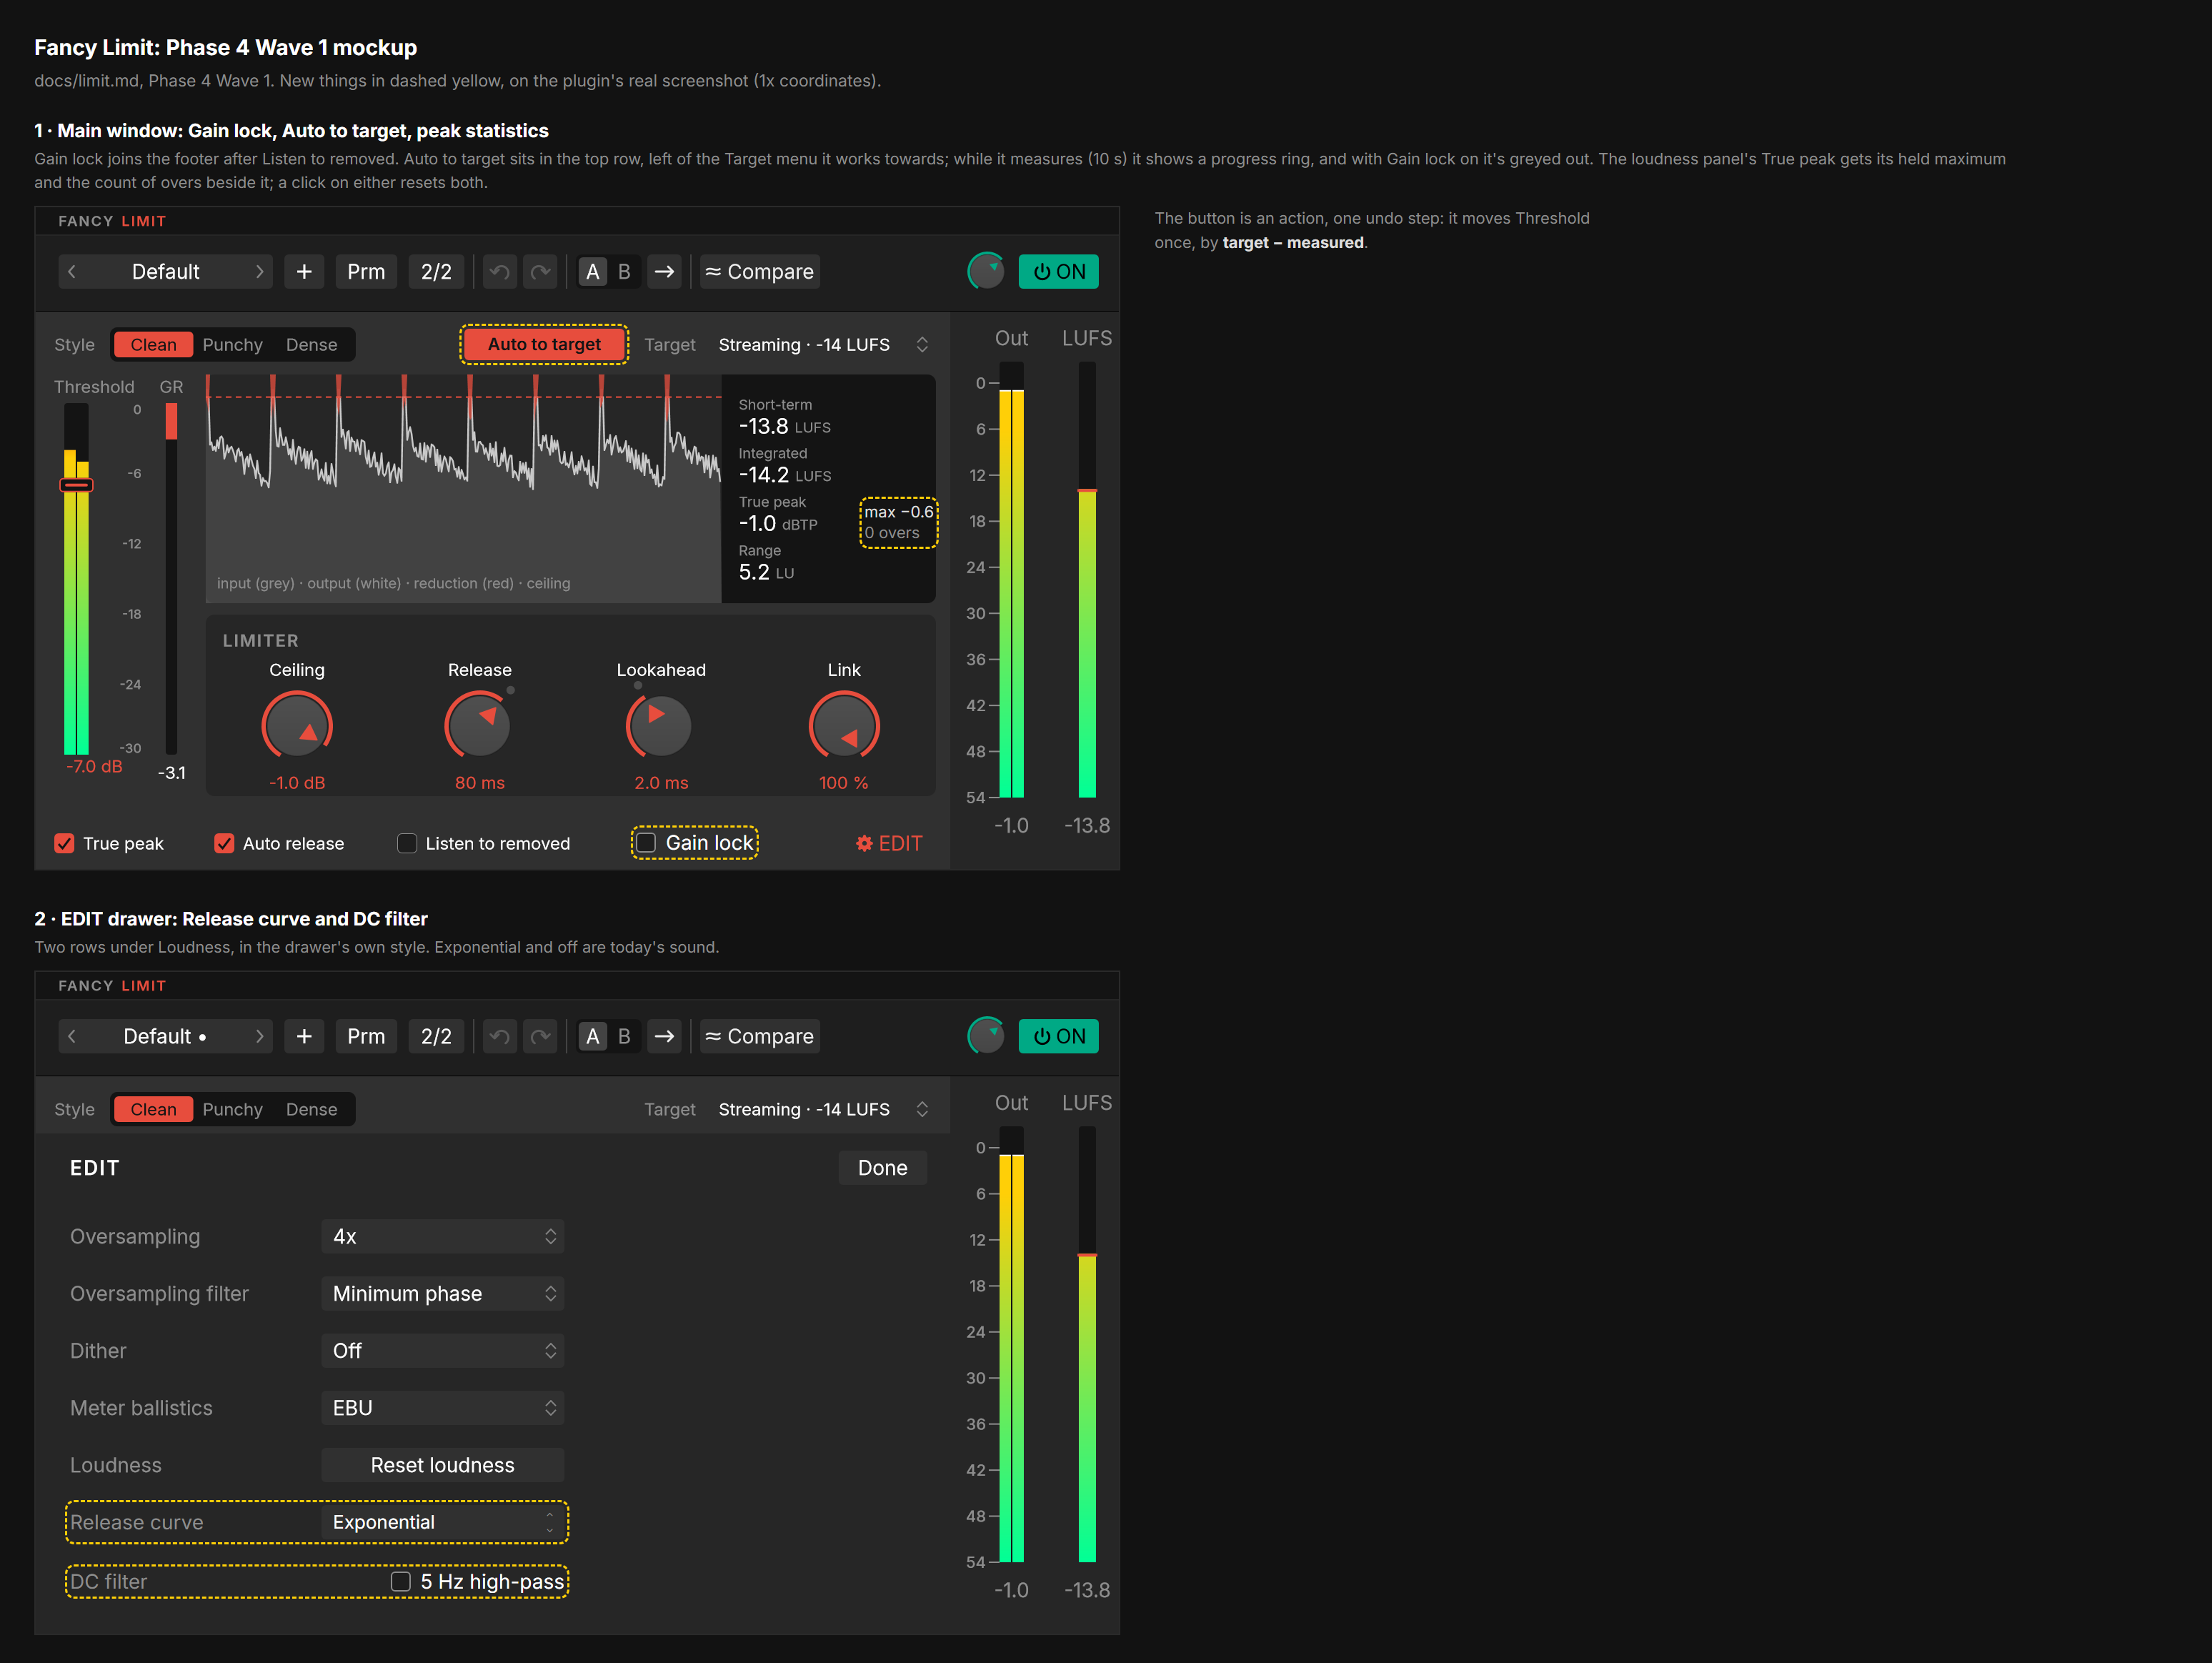 Fancy Limit: Phase 4 Wave 1 mockup
docs/limit.md, Phase 4 Wave 1. New things in dashed yellow, on the plugin's real screenshot (1x coordinates).
1 · Main window: Gain lock, Auto to target, peak statistics
Gain lock joins the footer after Listen to removed. Auto to target sits in the top row, left of the Target menu it works towards; while it measures (10 s) it shows a progress ring, and with Gain lock on it's greyed out. The loudness panel's True peak gets its held maximum
and the count of overs beside it; a click on either resets both.
FANCY LIMIT
Default + Prm 2/2 A B → ≈ Compare ON
The button is an action, one undo step: it moves Threshold
once, by target − measured.
Style Clean Punchy Dense Auto to target Target Streaming · -14 LUFS
Out LUFS
Threshold GR
0
-6
-12
-18
-24
-30
-7.0 dB
-3.1
input (grey) · output (white) · reduction (red) · ceiling
Short-term
-13.8 LUFS
Integrated
-14.2 LUFS
True peak
-1.0 dBTP
max −0.6
0 overs
Range
5.2 LU
LIMITER
Ceiling Release Lookahead Link
-1.0 dB 80 ms 2.0 ms 100 %
0
6
12
18
24
30
36
42
48
54
-1.0 -13.8
True peak Auto release Listen to removed Gain lock EDIT
2 · EDIT drawer: Release curve and DC filter
Two rows under Loudness, in the drawer's own style. Exponential and off are today's sound.
FANCY LIMIT
Default • + Prm 2/2 A B → ≈ Compare ON
Style Clean Punchy Dense Target Streaming · -14 LUFS
Out LUFS
EDIT Done
Oversampling 4x
Oversampling filter Minimum phase
Dither Off
Meter ballistics EBU
Loudness Reset loudness
Release curve Exponential
DC filter 5 Hz high-pass
0
6
12
18
24
30
36
42
48
54
-1.0 -13.8